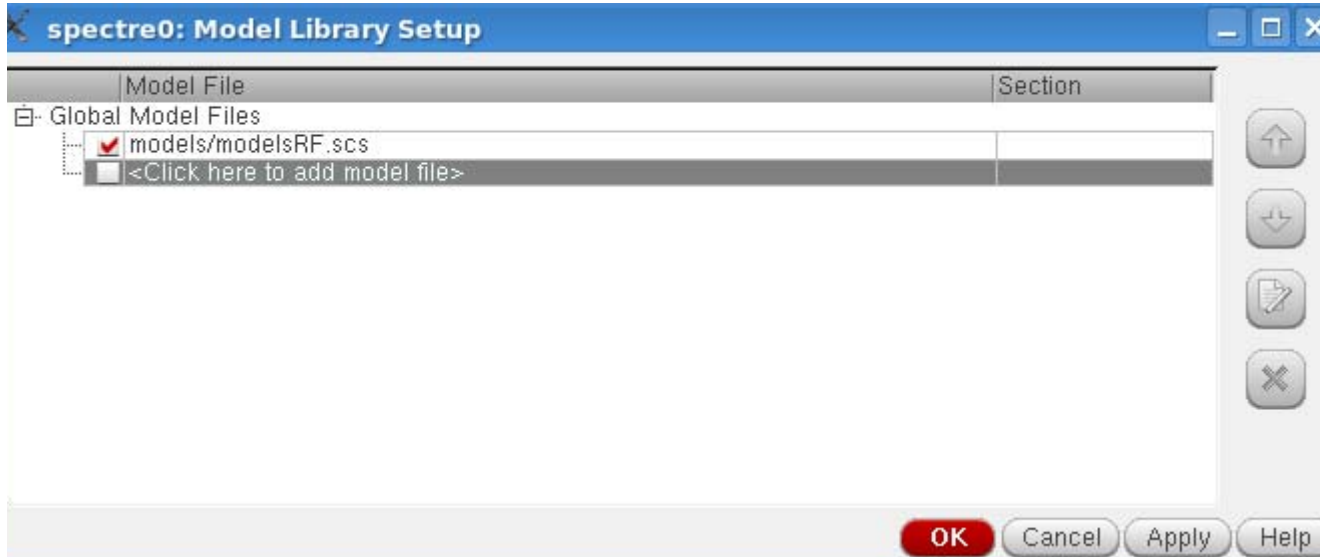 spectre0: Model Library Setup
Model File Section
Global Model Files
models/modelsRF.scs
<Click here to add model file>
OK Cancel Apply Help